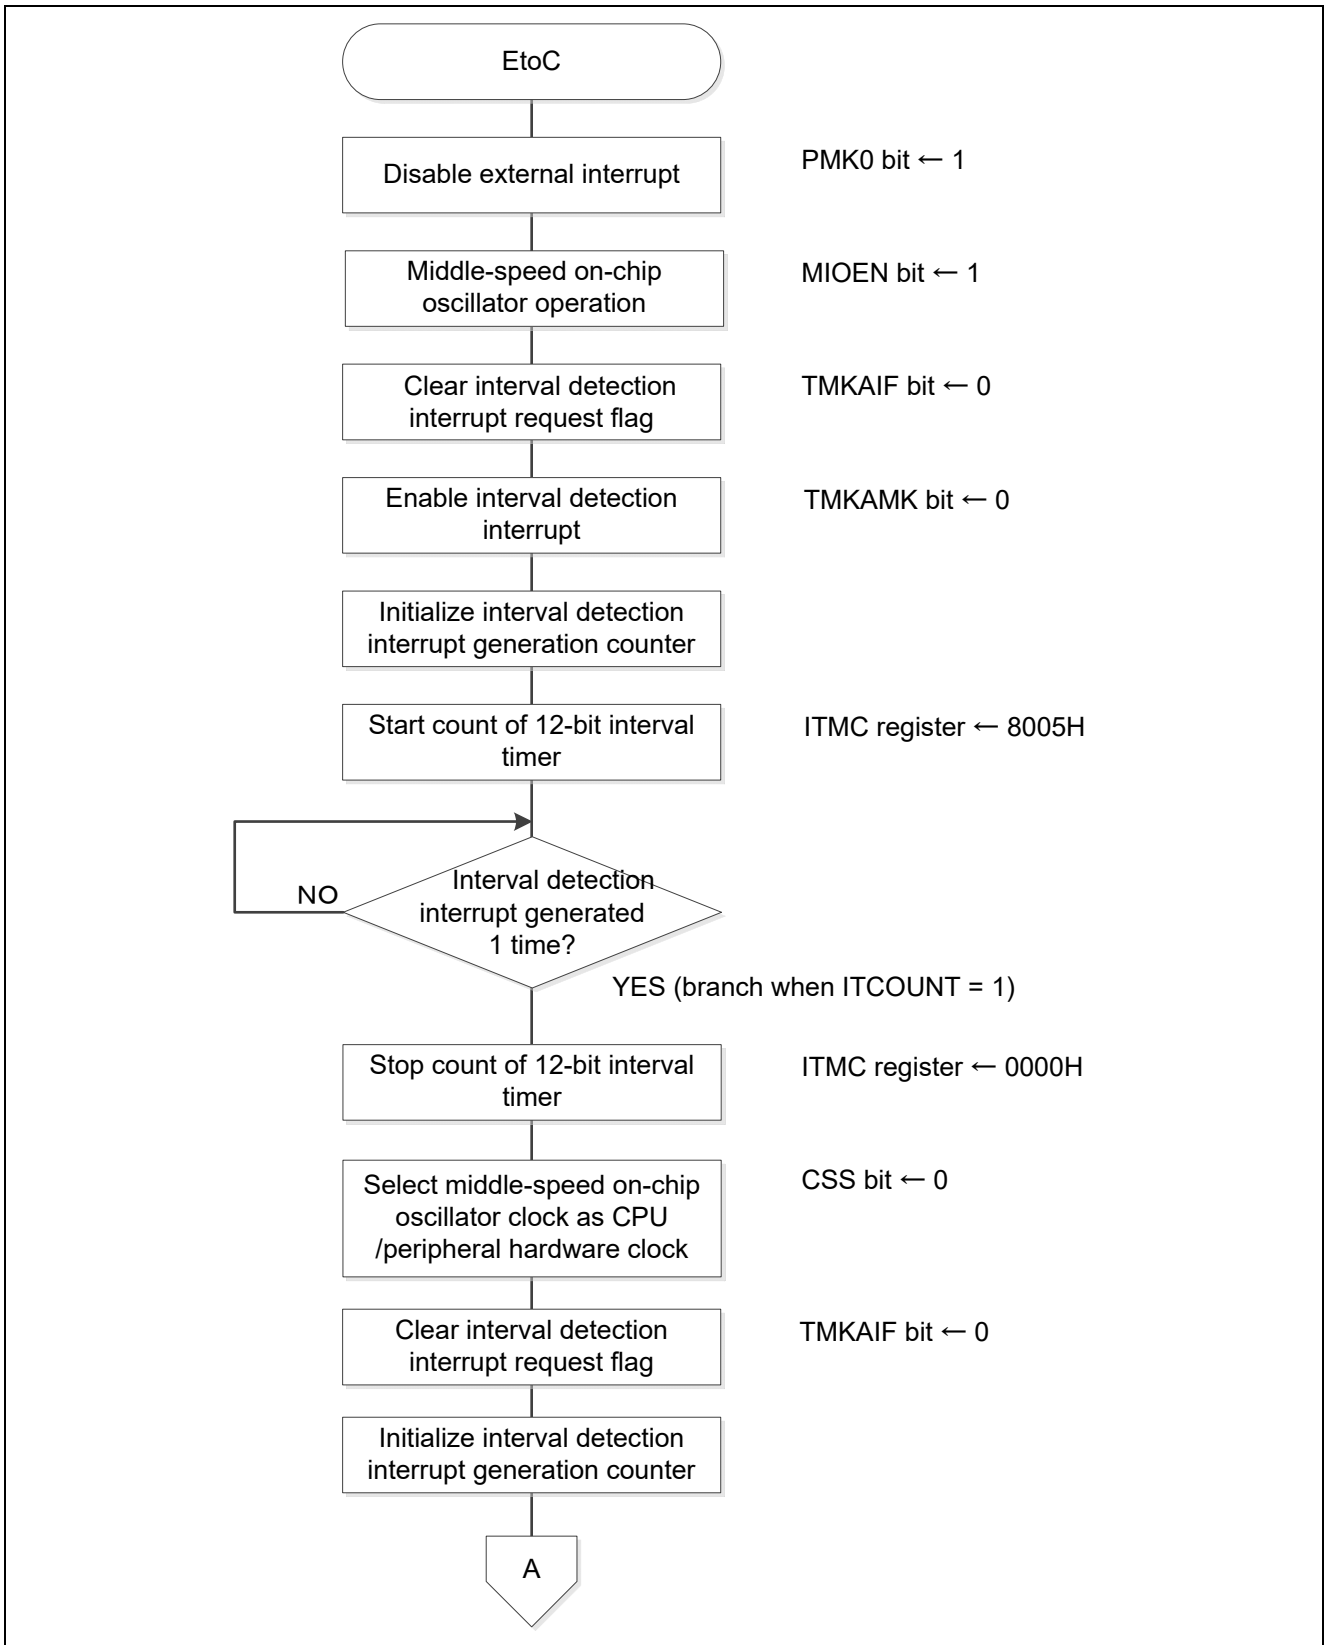 EtoC
Disable external interrupt
PMK0 bit ← 1
Middle-speed on-chip
oscillator operation
MIOEN bit ← 1
Clear interval detection
interrupt request flag
TMKAIF bit ← 0
Enable interval detection
interrupt
TMKAMK bit ← 0
Initialize interval detection
interrupt generation counter
Start count of 12-bit interval
timer
ITMC register ← 8005H
NO
Interval detection
interrupt generated
1 time?
YES (branch when ITCOUNT = 1)
Stop count of 12-bit interval
timer
ITMC register ← 0000H
Select middle-speed on-chip
oscillator clock as CPU
/peripheral hardware clock
CSS bit ← 0
Clear interval detection
interrupt request flag
TMKAIF bit ← 0
Initialize interval detection
interrupt generation counter
A